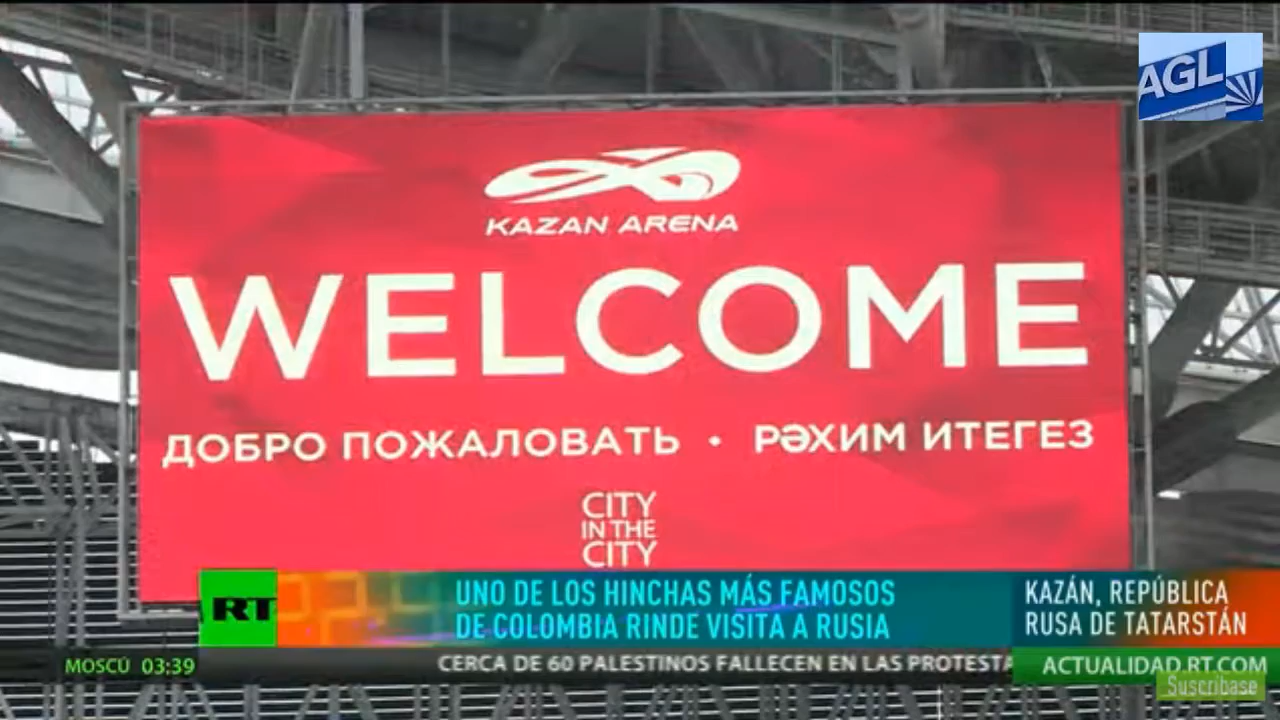 AGL
KAZAN ARENA
WELCOME
ДОБРО ПОЖАЛОВАТЬ • РӘХИМ ИТЕГЕЗ
CITY
IN THE
CITY
RT
UNO DE LOS HINCHAS MÁS FAMOSOS
DE COLOMBIA RINDE VISITA A RUSIA
KAZÁN, REPÚBLICA
RUSA DE TATARSTÁN
MOSCÚ 03:39
CERCA DE 60 PALESTINOS FALLECEN EN LAS PROTESTA
ACTUALIDAD.RT.COM
Suscríbase